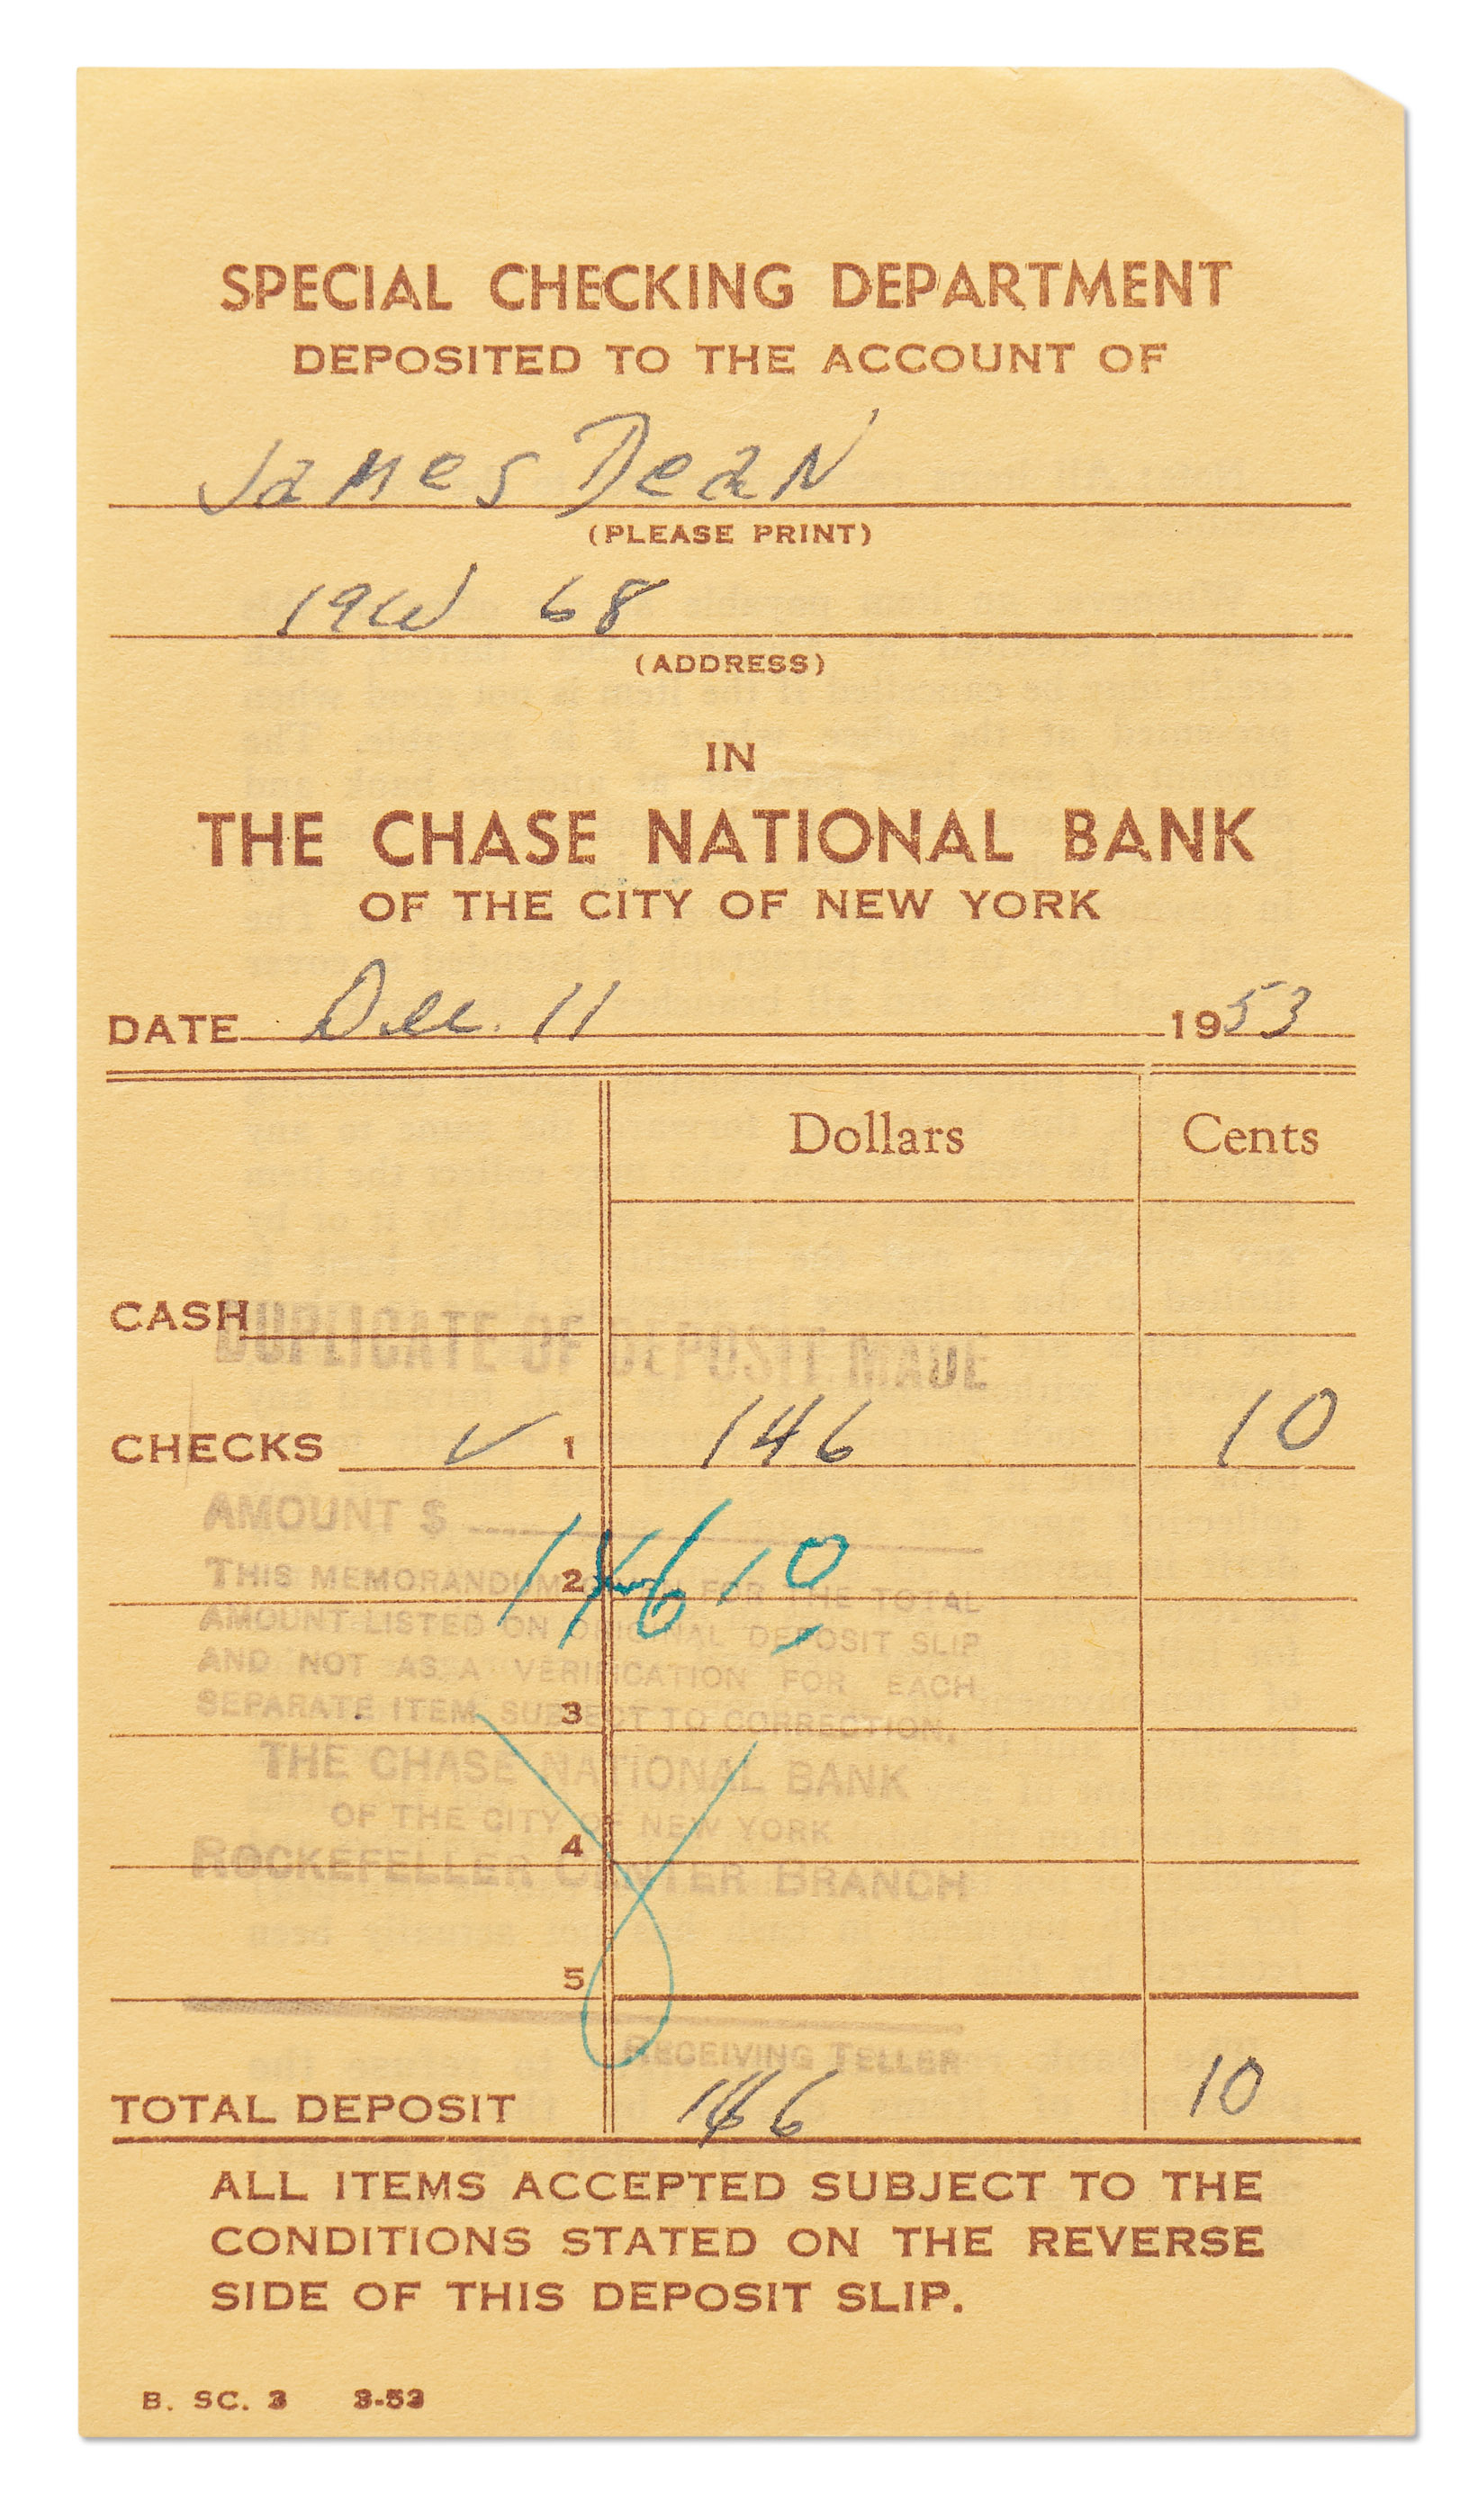 SPECIAL CHECKING DEPARTMENT
DEPOSITED TO THE ACCOUNT OF
James Dean
(PLEASE PRINT)
19W 68
(ADDRESS)
IN
THE CHASE NATIONAL BANK
OF THE CITY OF NEW YORK
DATE Dec. 11 1953
Dollars Cents
CASH
DUPLICATE OF DEPOSIT MADE
CHECKS ✓ 1 146 10
AMOUNT $
2 146.10
THIS MEMORANDUM GIVEN FOR THE TOTAL
AMOUNT LISTED ON ORIGINAL DEPOSIT SLIP
AND NOT AS A VERIFICATION FOR EACH
SEPARATE ITEM SUBJECT TO CORRECTION.
3
THE CHASE NATIONAL BANK
OF THE CITY OF NEW YORK
4
ROCKEFELLER CENTER BRANCH
5
RECEIVING TELLER
TOTAL DEPOSIT 146 10
ALL ITEMS ACCEPTED SUBJECT TO THE
CONDITIONS STATED ON THE REVERSE
SIDE OF THIS DEPOSIT SLIP.
B. SC. 3 3-53